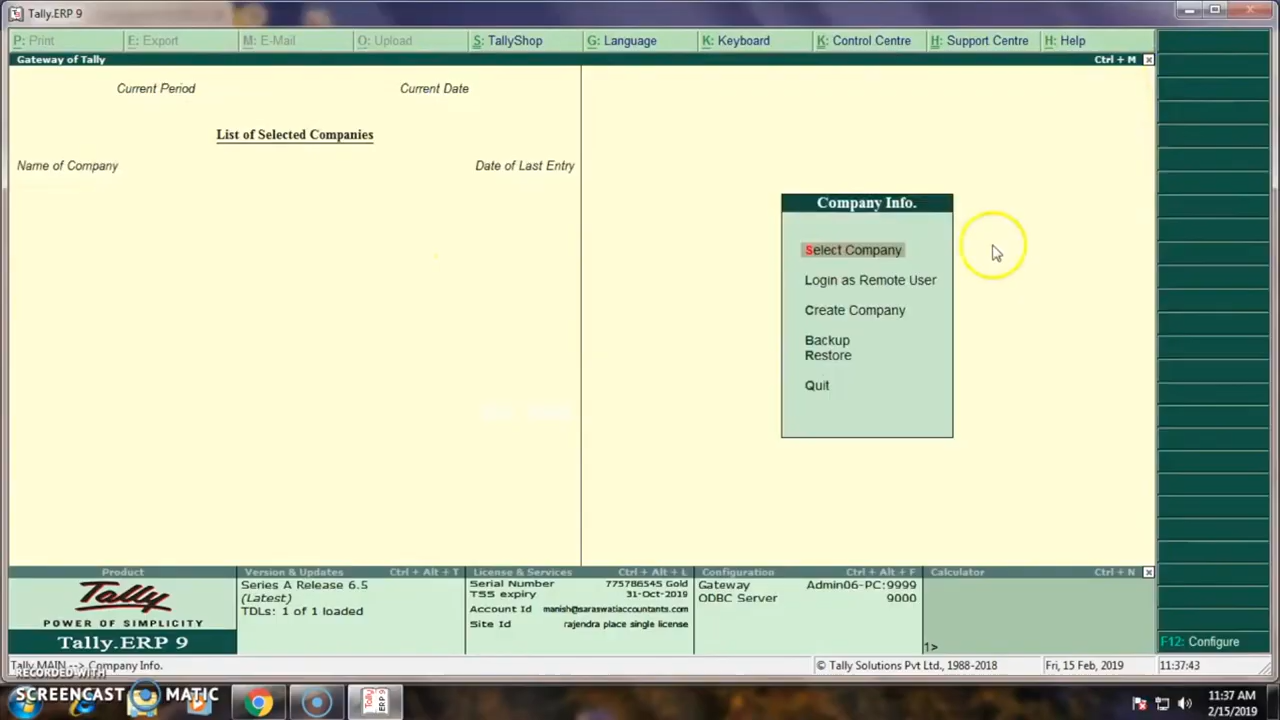 Tally.ERP 9
P: Print E: Export M: E-Mail O: Upload S: TallyShop G: Language K: Keyboard K: Control Centre H: Support Centre H: Help
Gateway of Tally Ctrl + M
Current Period Current Date
List of Selected Companies
Name of Company Date of Last Entry
Company Info.
Select Company
Login as Remote User
Create Company
Backup
Restore
Quit
Product
Tally
POWER OF SIMPLICITY
Tally.ERP 9
Version & Updates Ctrl + Alt + T
Series A Release 6.5
(Latest)
TDLs: 1 of 1 loaded
License & Services Ctrl + Alt + L
Serial Number 775786545 Gold
TSS expiry 31-Oct-2019
Account Id manish@saraswatiaccountants.com
Site Id rajendra place single license
Configuration Ctrl + Alt + F
Gateway Admin06-PC:9999
ODBC Server 9000
Calculator Ctrl + N
1>
F12: Configure
Tally MAIN --> Company Info. © Tally Solutions Pvt Ltd., 1988-2018 Fri, 15 Feb, 2019 11:37:43
RECORDED WITH
SCREENCAST MATIC
Tally
ERP 9
11:37 AM
2/15/2019